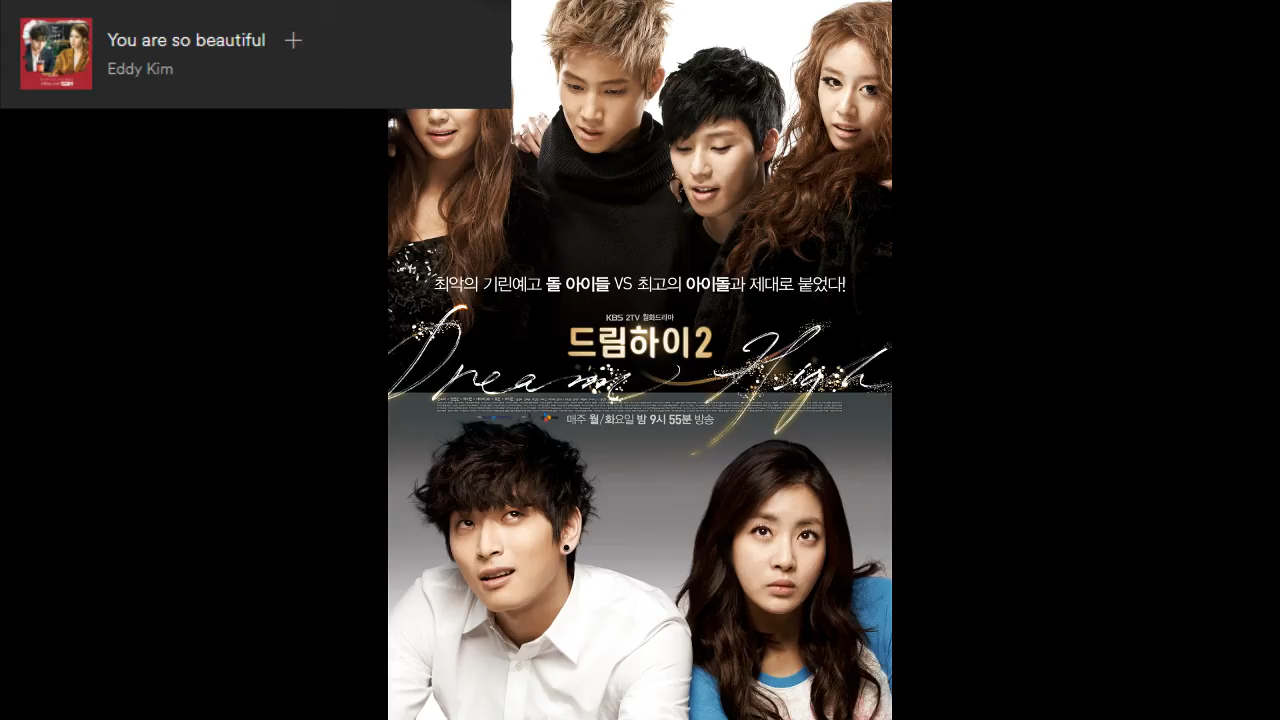 You are so beautiful
Eddy Kim
최악의 기린예고 돌 아이들 VS 최고의 아이돌과 제대로 붙었다!
KBS 2TV 월화드라마
드림하이2
Dream High
매주 월/화요일 밤 9시 55분 방송